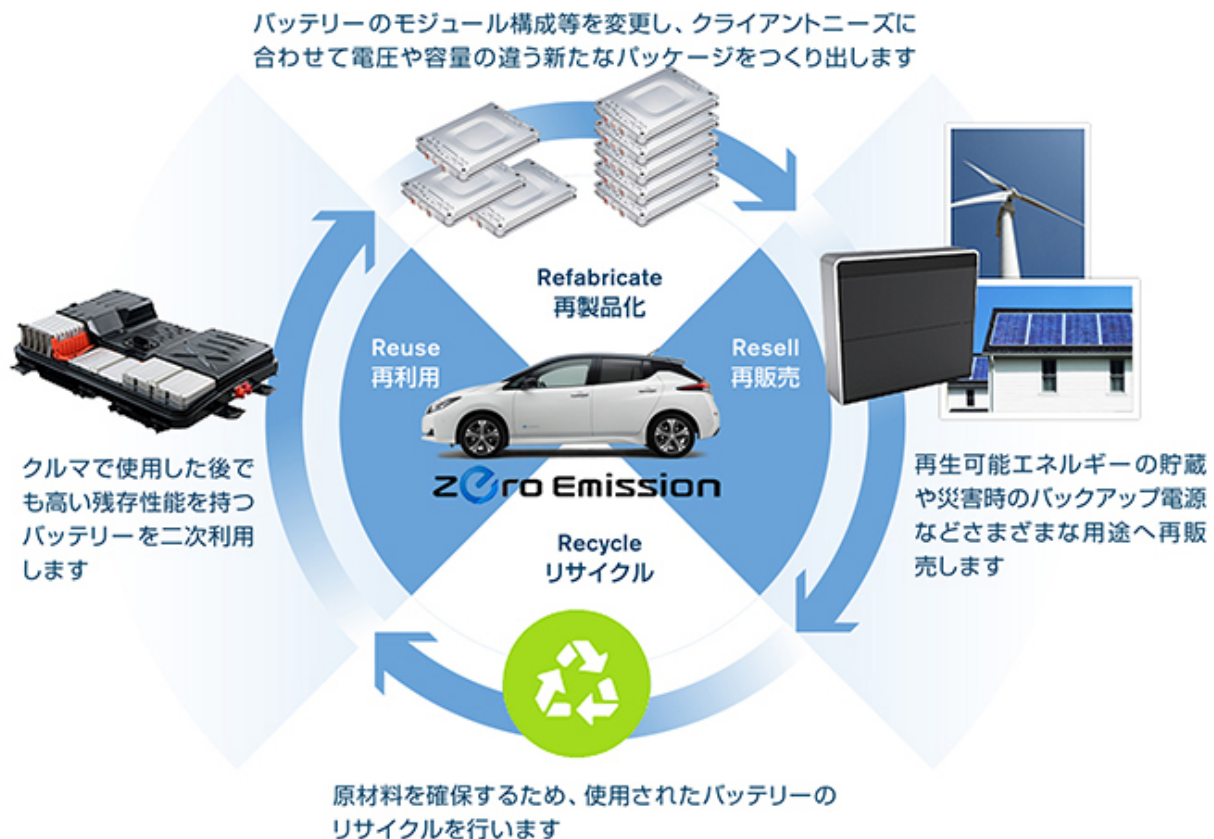 バッテリーのモジュール構成等を変更し、クライアントニーズに
合わせて電圧や容量の違う新たなパッケージをつくり出します
Refabricate
再製品化
Reuse
再利用
Resell
再販売
zero Emission
クルマで使用した後で
も高い残存性能を持つ
バッテリーを二次利用
します
再生可能エネルギーの貯蔵
や災害時のバックアップ電源
などさまざまな用途へ再販
売します
Recycle
リサイクル
原材料を確保するため、使用されたバッテリーの
リサイクルを行います